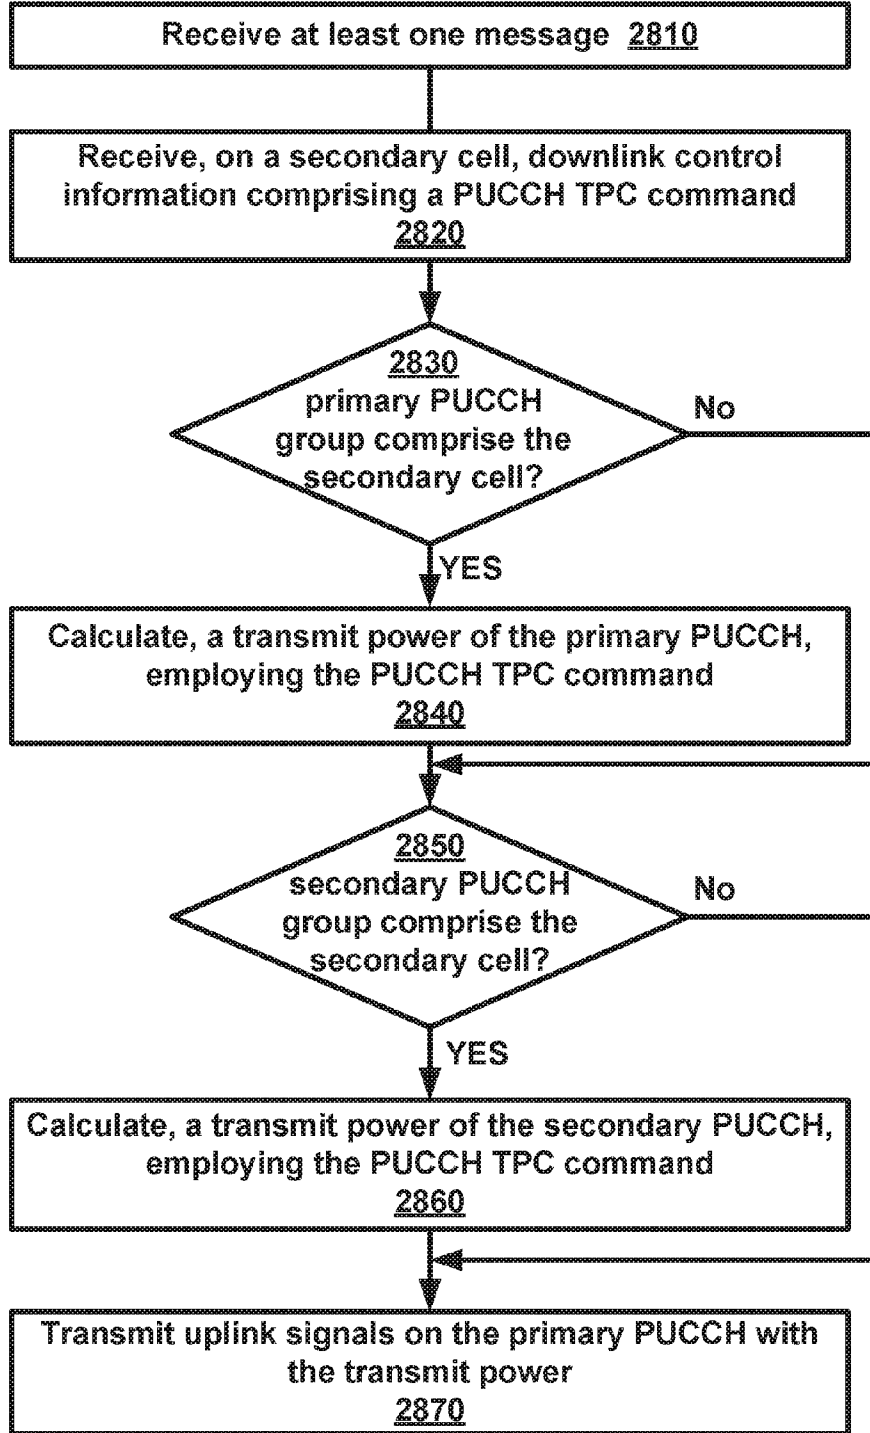 Receive at least one message 2810
Receive, on a secondary cell, downlink control
information comprising a PUCCH TPC command
2820
2830
primary PUCCH
group comprise the
secondary cell?
No
YES
Calculate, a transmit power of the primary PUCCH,
employing the PUCCH TPC command
2840
2850
secondary PUCCH
group comprise the
secondary cell?
No
YES
Calculate, a transmit power of the secondary PUCCH,
employing the PUCCH TPC command
2860
Transmit uplink signals on the primary PUCCH with
the transmit power
2870